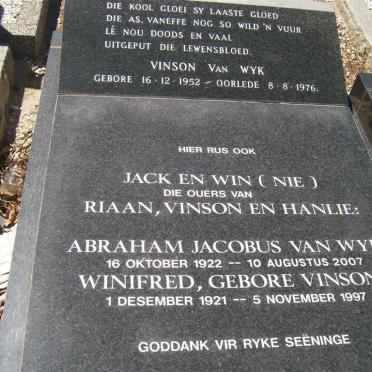 DIE KOOL GLOEI SY LAASTE GLOED
DIE AS, VANEFFE NOG SO WILD 'N VUUR
LÊ NOU DOODS EN VAAL
UITGEPUT DIE LEWENSBLOED.
VINSON VAN WYK
GEBORE 16·12·1952 – OORLEDE 8·8·1976.
HIER RUS OOK
JACK EN WIN ( NIE )
DIE OUERS VAN
RIAAN, VINSON EN HANLIE:
ABRAHAM JACOBUS VAN WY
16 OKTOBER 1922 -- 10 AUGUSTUS 2007
WINIFRED, GEBORE VINSON
1 DESEMBER 1921 -- 5 NOVEMBER 1997
GODDANK VIR RYKE SEËNINGE